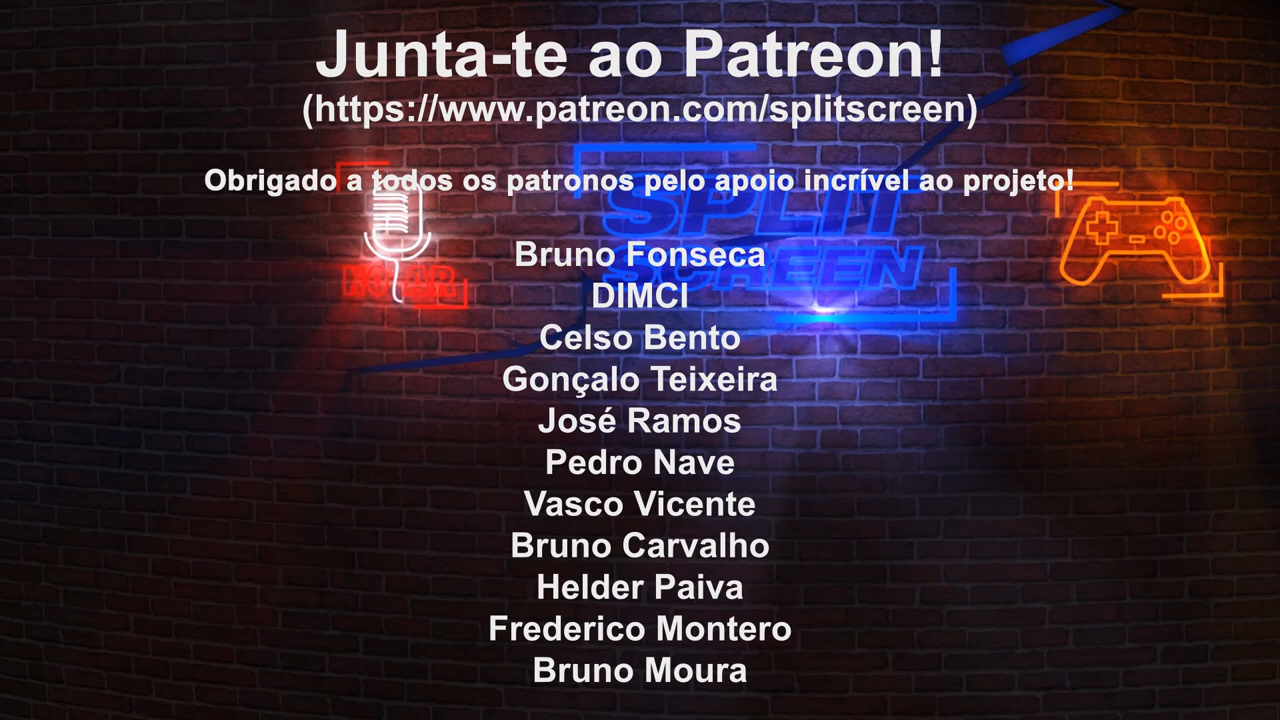 Junta-te ao Patreon!
(https://www.patreon.com/splitscreen)
Obrigado a todos os patronos pelo apoio incrível ao projeto!
SPLIT
SCREEN
Bruno Fonseca
DIMCI
Celso Bento
Gonçalo Teixeira
José Ramos
Pedro Nave
Vasco Vicente
Bruno Carvalho
Helder Paiva
Frederico Montero
Bruno Moura